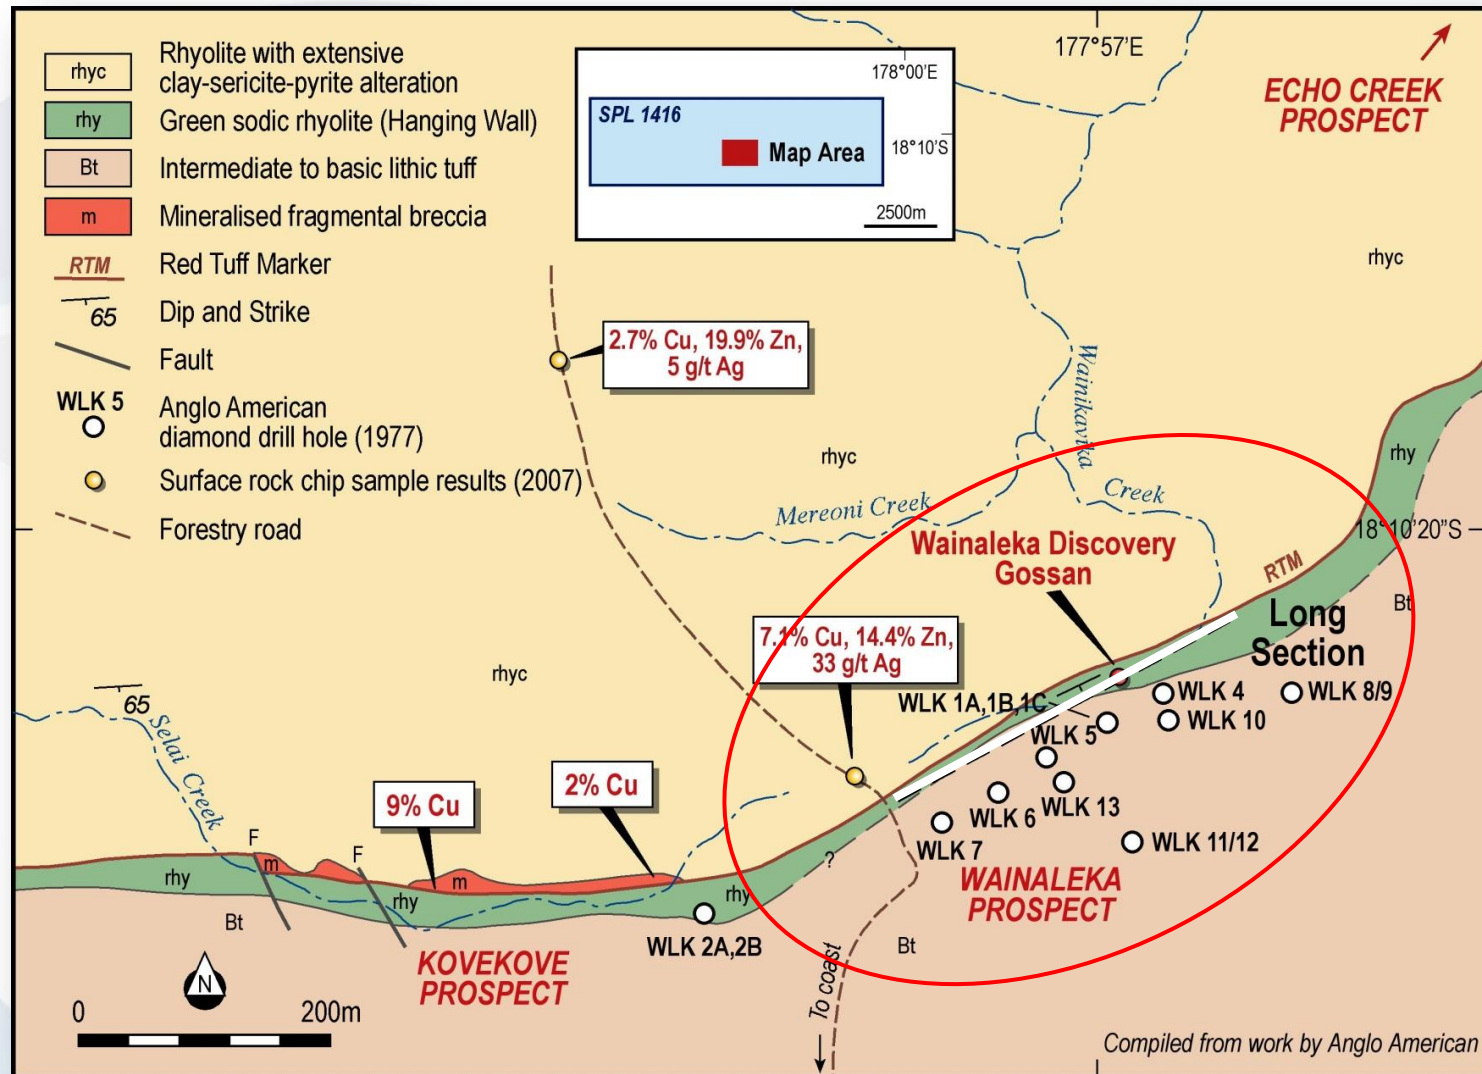 rhyc
Rhyolite with extensive
clay-sericite-pyrite alteration
rhy
Green sodic rhyolite (Hanging Wall)
Bt
Intermediate to basic lithic tuff
m
Mineralised fragmental breccia
RTM
Red Tuff Marker
65
Dip and Strike
Fault
WLK 5
Anglo American
diamond drill hole (1977)
Surface rock chip sample results (2007)
Forestry road
178°00'E
SPL 1416
Map Area
18°10'S
2500m
177°57'E
ECHO CREEK
PROSPECT
rhyc
2.7% Cu, 19.9% Zn,
5 g/t Ag
Wainikavika
Creek
rhyc
Mereoni Creek
rhy
18°10'20"S
Wainaleka Discovery
Gossan
RTM
Bt
Long
Section
7.1% Cu, 14.4% Zn,
33 g/t Ag
rhyc
65
Selai Creek
WLK 1A,1B,1C
WLK 4
WLK 8/9
WLK 10
WLK 5
WLK 6
WLK 13
WLK 7
WLK 11/12
WAINALEKA
PROSPECT
9% Cu
2% Cu
F
m
F
m
rhy
rhy
rhy
?
Bt
Bt
WLK 2A,2B
KOVEKOVE
PROSPECT
To coast
N
0
200m
Compiled from work by Anglo American